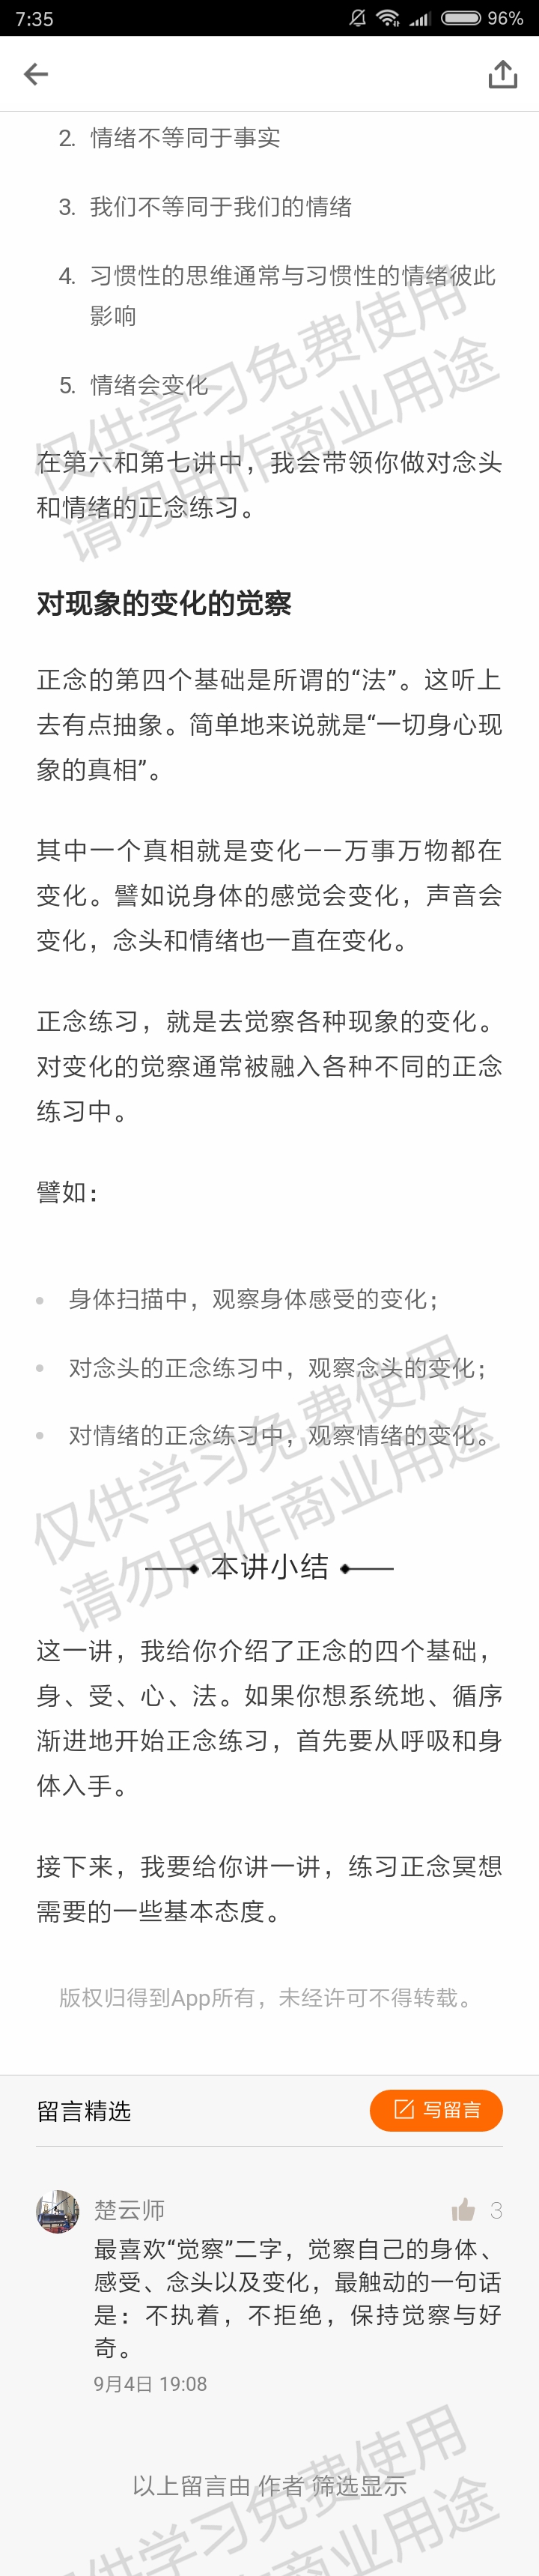 7:35
96%
2. 情绪不等同于事实
3. 我们不等同于我们的情绪
4. 习惯性的思维通常与习惯性的情绪彼此
影响
5. 情绪会变化
仅供学习免费使用
请勿用作商业用途
在第六和第七讲中，我会带领你做对念头
和情绪的正念练习。
对现象的变化的觉察
正念的第四个基础是所谓的“法”。这听上
去有点抽象。简单地来说就是“一切身心现
象的真相”。
其中一个真相就是变化——万事万物都在
变化。譬如说身体的感觉会变化，声音会
变化，念头和情绪也一直在变化。
正念练习，就是去觉察各种现象的变化。
对变化的觉察通常被融入各种不同的正念
练习中。
譬如：
身体扫描中，观察身体感受的变化；
对念头的正念练习中，观察念头的变化；
对情绪的正念练习中，观察情绪的变化。
仅供学习免费使用
请勿用作商业用途
本讲小结
这一讲，我给你介绍了正念的四个基础，
身、受、心、法。如果你想系统地、循序
渐进地开始正念练习，首先要从呼吸和身
体入手。
接下来，我要给你讲一讲，练习正念冥想
需要的一些基本态度。
版权归得到App所有，未经许可不得转载。
留言精选
写留言
楚云师
3
最喜欢“觉察”二字，觉察自己的身体、
感受、念头以及变化，最触动的一句话
是：不执着，不拒绝，保持觉察与好
奇。
9月4日 19:08
以上留言由 作者 筛选显示
仅供学习免费使用
请勿用作商业用途